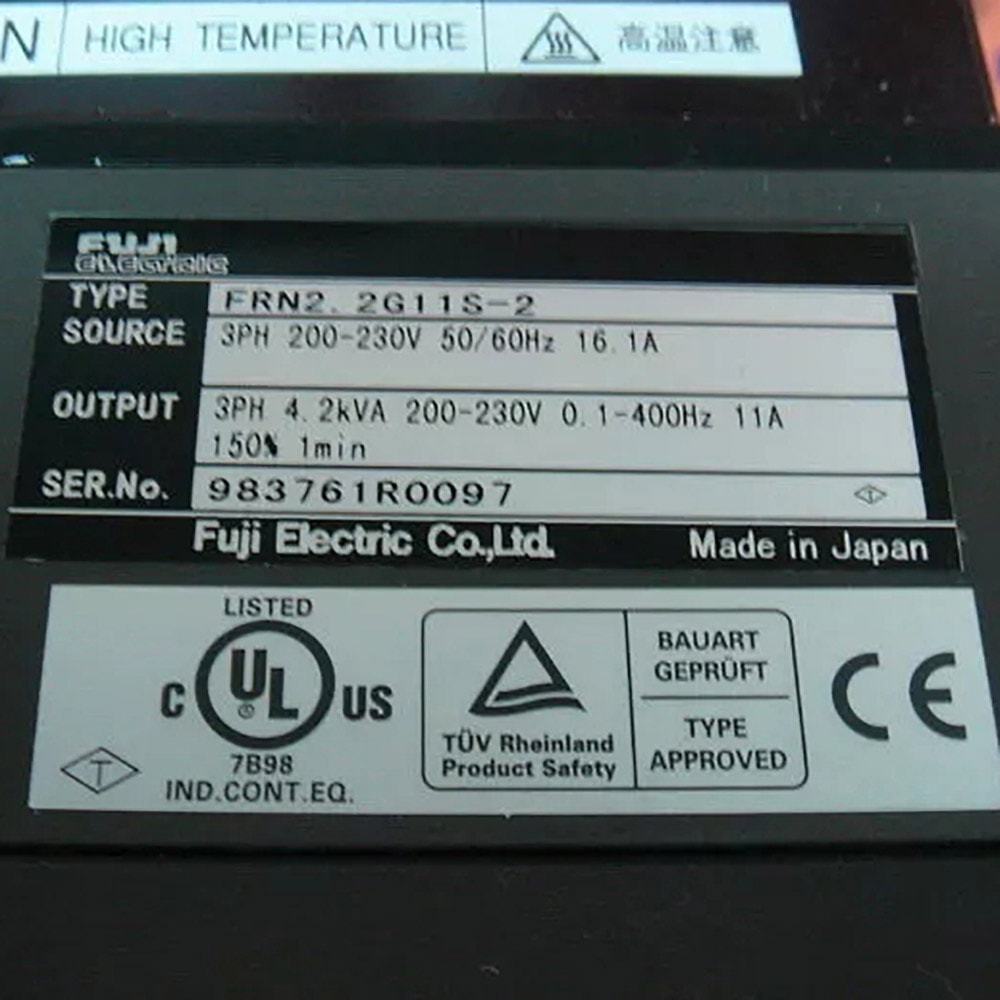 N HIGH TEMPERATURE 高温注意
FUJI
ELECTRIC
TYPE FRN2.2G11S-2
SOURCE 3PH 200-230V 50/60Hz 16.1A
OUTPUT 3PH 4.2kVA 200-230V 0.1-400Hz 11A
150% 1min
SER.No. 983761R0097
Fuji Electric Co.,Ltd. Made in Japan
LISTED
C UL US
7B98
IND.CONT.EQ.
T
TÜV Rheinland
Product Safety
BAUART
GEPRÜFT
TYPE
APPROVED
CE